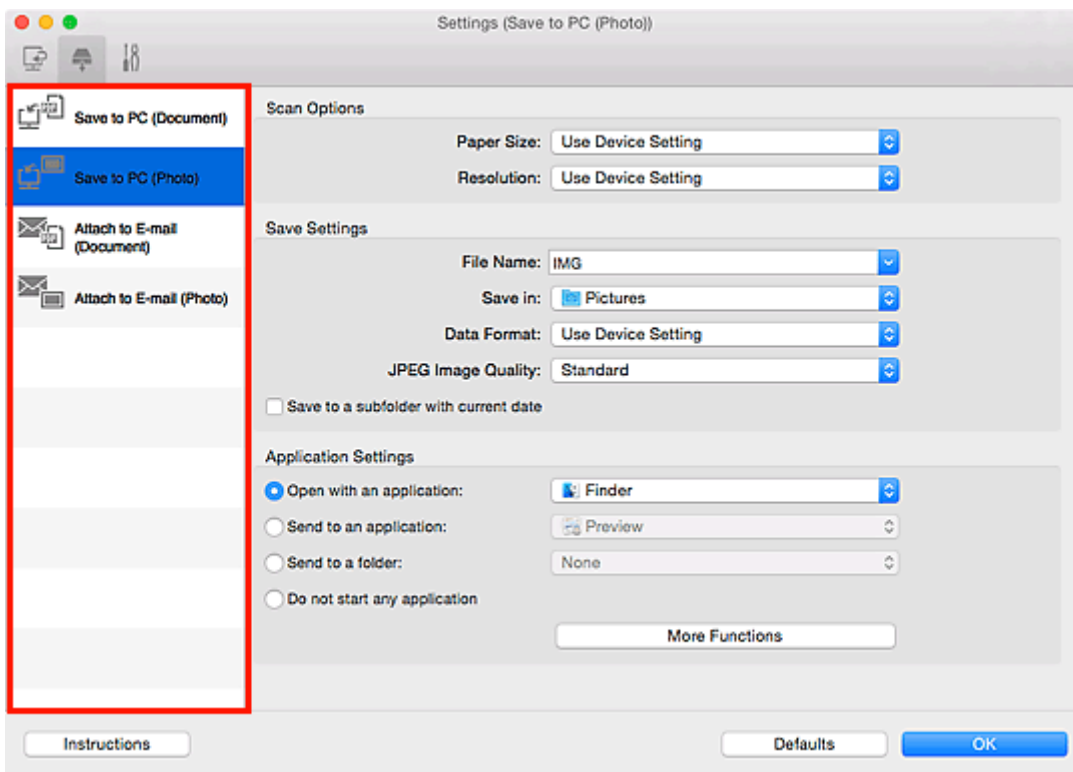 Settings (Save to PC (Photo))
Save to PC (Document)
Save to PC (Photo)
Attach to E-mail
(Document)
Attach to E-mail (Photo)
Scan Options
Paper Size: Use Device Setting
Resolution: Use Device Setting
Save Settings
File Name: IMG
Save in: Pictures
Data Format: Use Device Setting
JPEG Image Quality: Standard
Save to a subfolder with current date
Application Settings
Open with an application: Finder
Send to an application: Preview
Send to a folder: None
Do not start any application
More Functions
Instructions
Defaults
OK